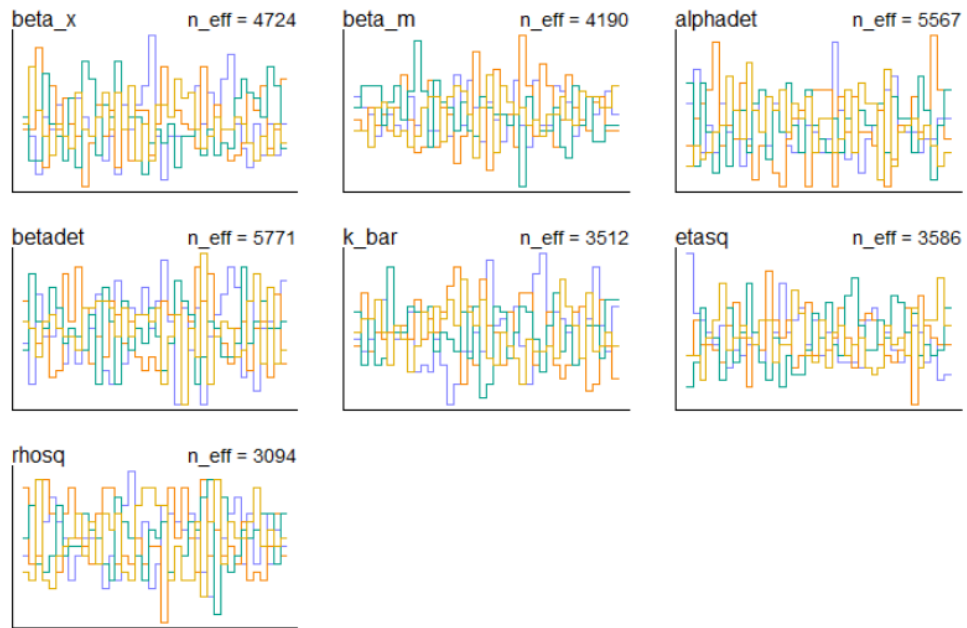 beta_x n_eff = 4724
beta_m n_eff = 4190
alphadet n_eff = 5567
betadet n_eff = 5771
k_bar n_eff = 3512
etasq n_eff = 3586
rhosq n_eff = 3094